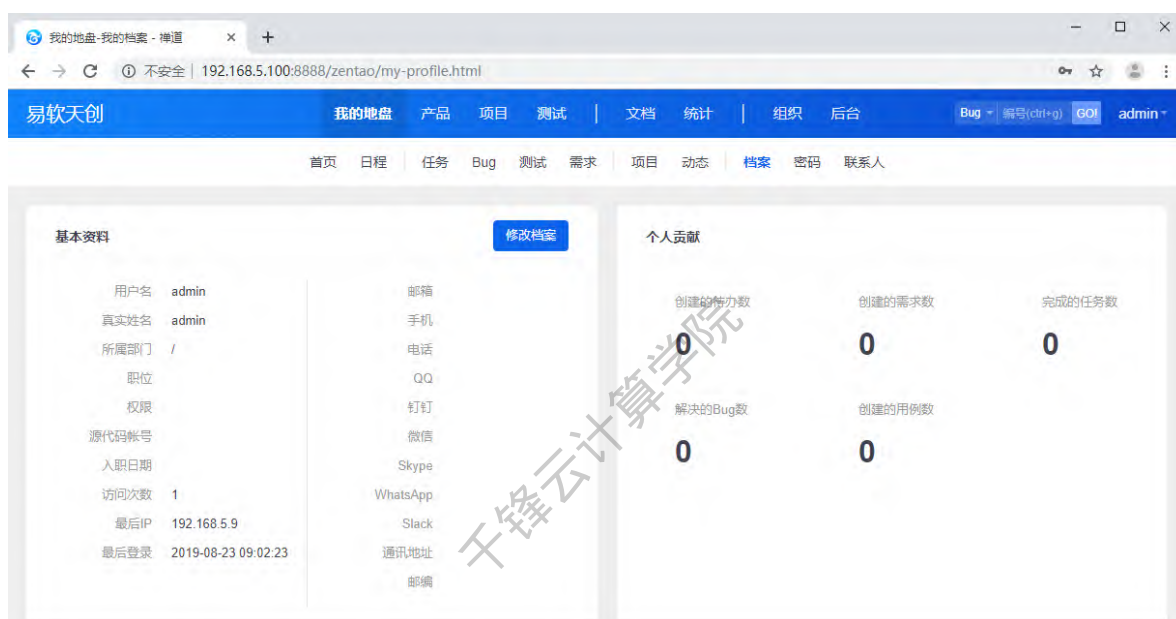 我的地盘-我的档案 - 禅道
不安全 | 192.168.5.100:8888/zentao/my-profile.html
易软天创 我的地盘 产品 项目 测试 | 文档 统计 | 组织 后台 Bug 编号(ctrl+g) GO! admin
首页 日程 任务 Bug 测试 需求 项目 动态 档案 密码 联系人
基本资料 修改档案
用户名 admin 邮箱
真实姓名 admin 手机
所属部门 / 电话
职位 QQ
权限 钉钉
源代码帐号 微信
入职日期 Skype
访问次数 1 WhatsApp
最后IP 192.168.5.9 Slack
最后登录 2019-08-23 09:02:23 通讯地址
邮编
个人贡献
创建的待办数 创建的需求数 完成的任务数
0 0 0
解决的Bug数 创建的用例数
0 0
千锋云计算学院